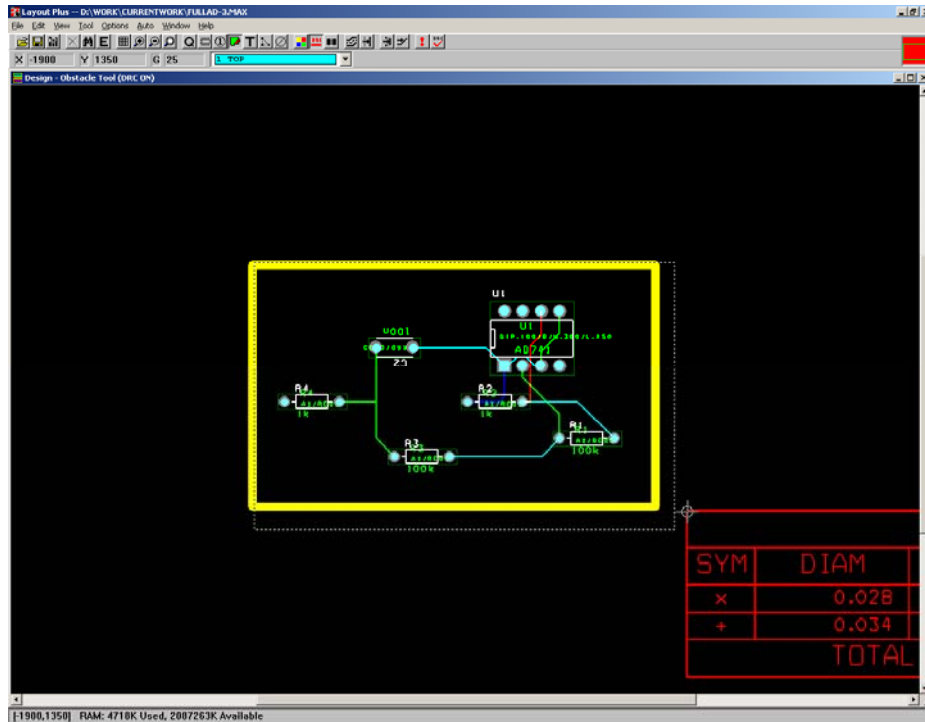 Layout Plus — D:\WORK\CURRENTWORK\FULLAD-3.MAX
File Edit View Tool Options Auto Window Help
X -1900 Y 1350 G 25 1 TOP
Design - Obstacle Tool (DRC ON)
U1
U1
AD741
R4
1k
R2
1k
R1
100k
R3
100k
SYM DIAM
× 0.028
+ 0.034
TOTAL
[-1900,1350] RAM: 4718K Used, 2087263K Available